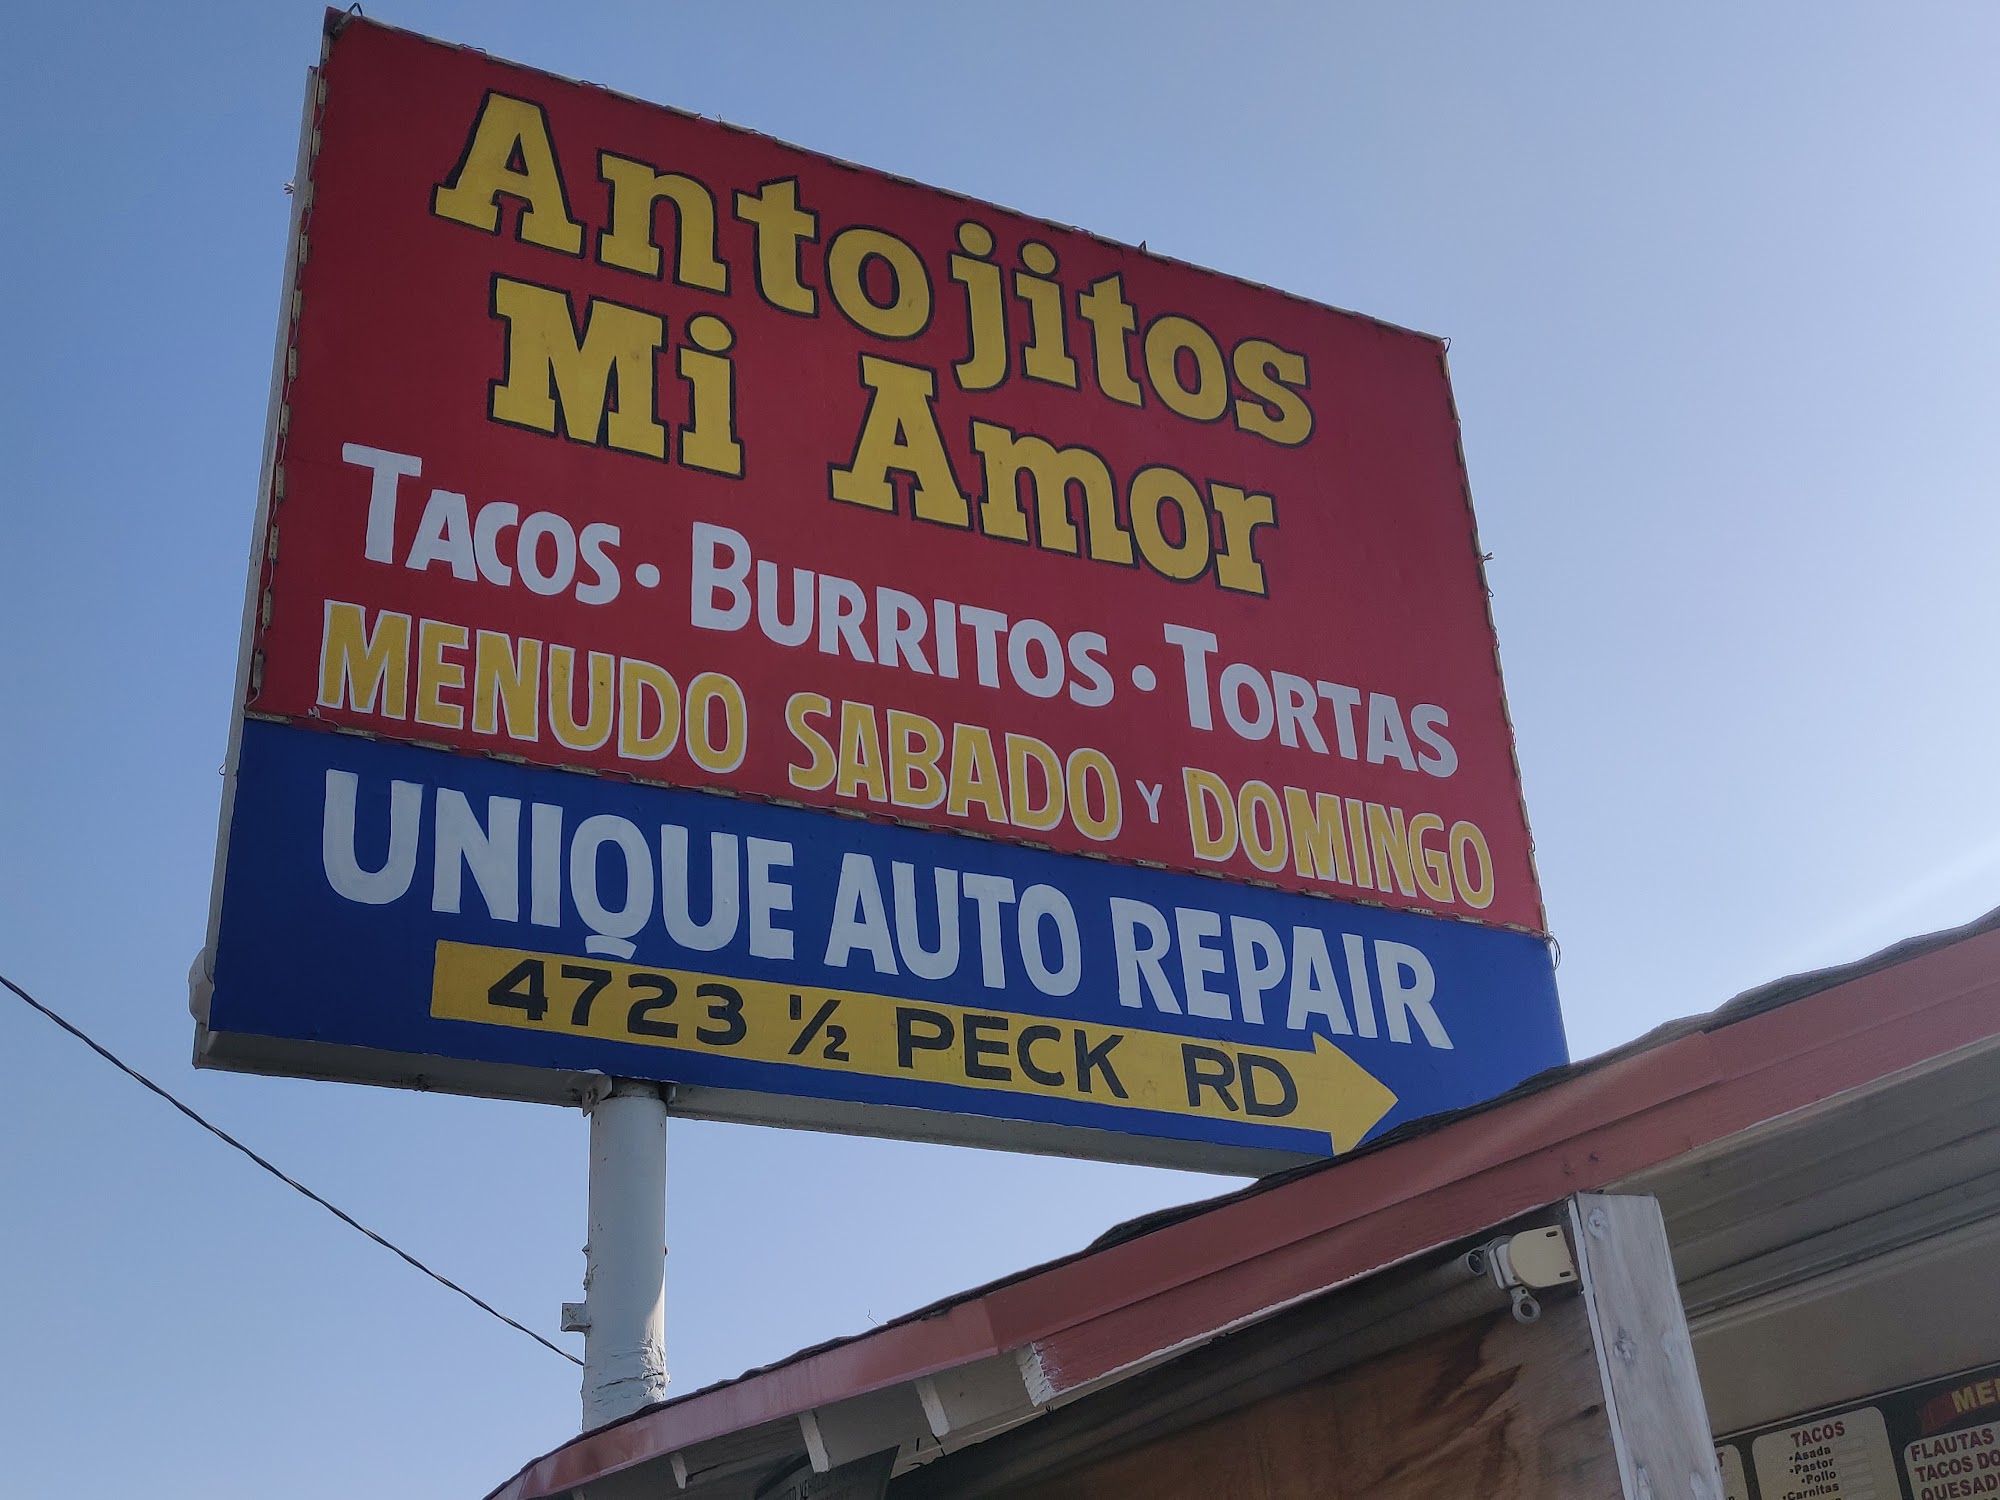 Antojitos
Mi Amor
TACOS • BURRITOS • TORTAS
MENUDO SABADO Y DOMINGO
UNIQUE AUTO REPAIR
4723 ½ PECK RD
TACOS
•Asada
•Pastor
•Pollo
•Carnitas
FLAUTAS